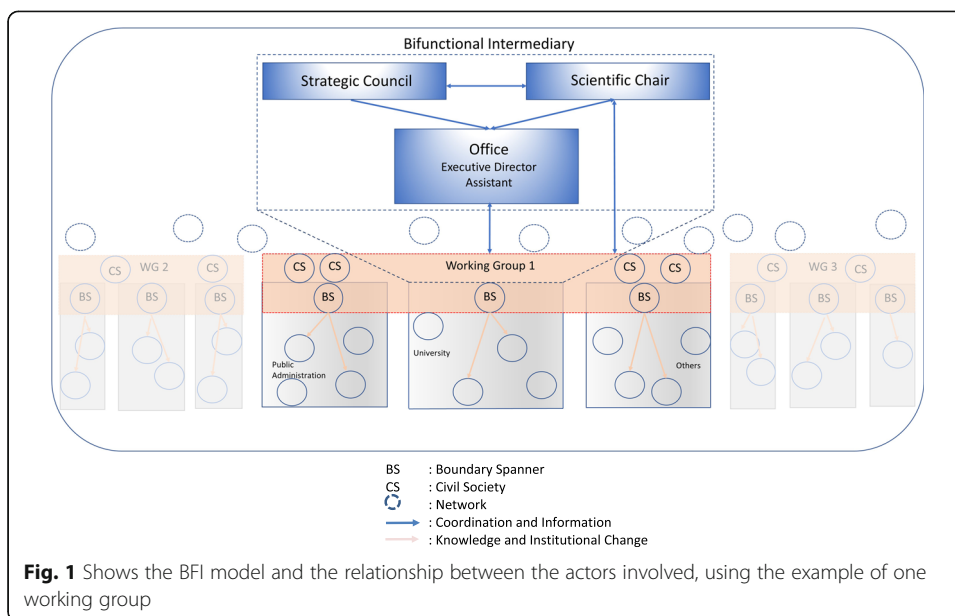 Bifunctional Intermediary
Strategic Council
Scientific Chair
Office
Executive Director
Assistant
CS
WG 2
CS
CS
CS
Working Group 1
CS
CS
CS
WG 3
CS
BS
BS
BS
BS
BS
BS
BS
BS
BS
University
Public
Administration
Others
BS : Boundary Spanner
CS : Civil Society
: Network
: Coordination and Information
: Knowledge and Institutional Change
Fig. 1 Shows the BFI model and the relationship between the actors involved, using the example of one
working group